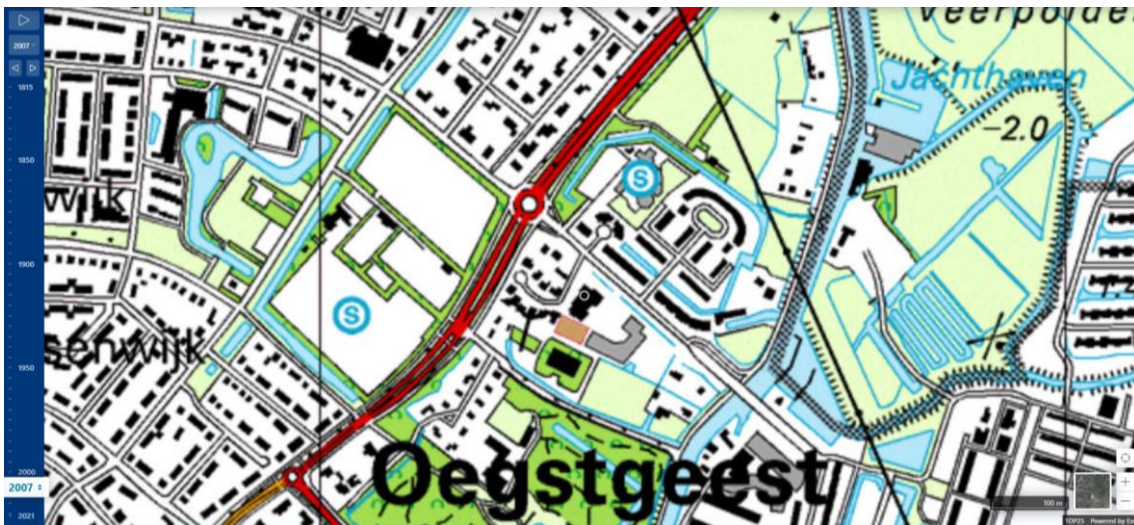 2007
1815
1850
1900
1950
2000
2007
2021
Veerpolder
Jachthaven
-2.0
wijk
S
S
senwijk
Oegstgeest
100 m
TOP25 Powered by